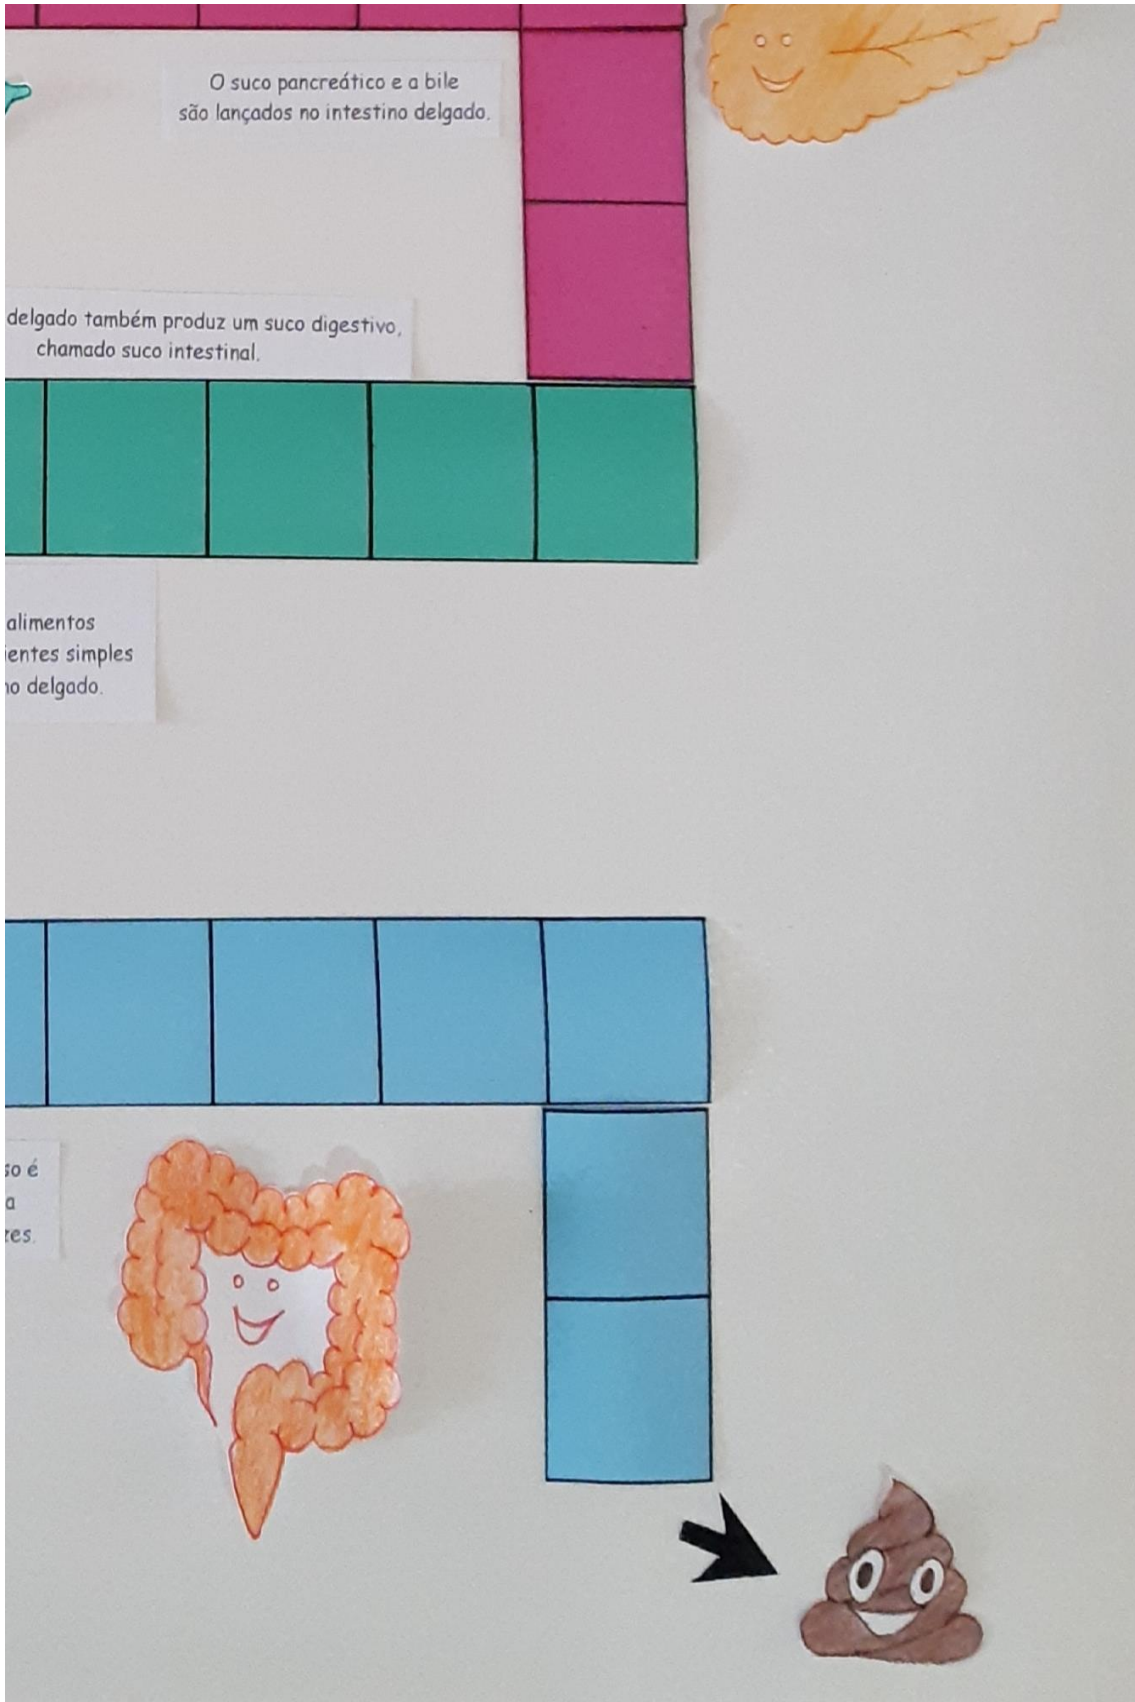 O suco pancreático e a bile
são lançados no intestino delgado.
delgado também produz um suco digestivo,
chamado suco intestinal.
alimentos
ientes simples
no delgado.
so é
a
es.